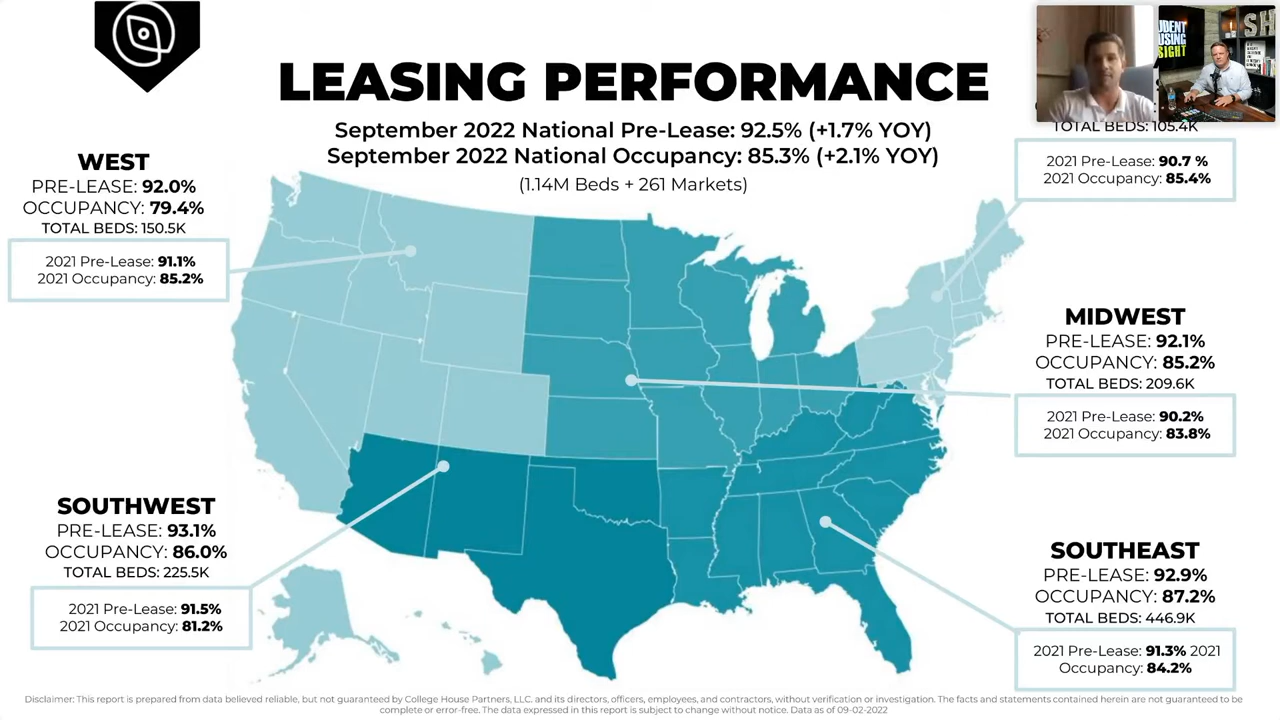 LEASING PERFORMANCE
September 2022 National Pre-Lease: 92.5% (+1.7% YOY)
September 2022 National Occupancy: 85.3% (+2.1% YOY)
(1.14M Beds + 261 Markets)
WEST
PRE-LEASE: 92.0%
OCCUPANCY: 79.4%
TOTAL BEDS: 150.5K
2021 Pre-Lease: 91.1%
2021 Occupancy: 85.2%
SOUTHWEST
PRE-LEASE: 93.1%
OCCUPANCY: 86.0%
TOTAL BEDS: 225.5K
2021 Pre-Lease: 91.5%
2021 Occupancy: 81.2%
UDENT
USING
SIGHT
SH
TOTAL BEDS: 105.4K
2021 Pre-Lease: 90.7 %
2021 Occupancy: 85.4%
MIDWEST
PRE-LEASE: 92.1%
OCCUPANCY: 85.2%
TOTAL BEDS: 209.6K
2021 Pre-Lease: 90.2%
2021 Occupancy: 83.8%
SOUTHEAST
PRE-LEASE: 92.9%
OCCUPANCY: 87.2%
TOTAL BEDS: 446.9K
2021 Pre-Lease: 91.3% 2021
Occupancy: 84.2%
Disclaimer: This report is prepared from data believed reliable, but not guaranteed by College House Partners, LLC. and its directors, officers, employees, and contractors, without verification or investigation. The facts and statements contained herein are not guaranteed to be
complete or error-free. The data expressed in this report is subject to change without notice. Data as of 09-02-2022